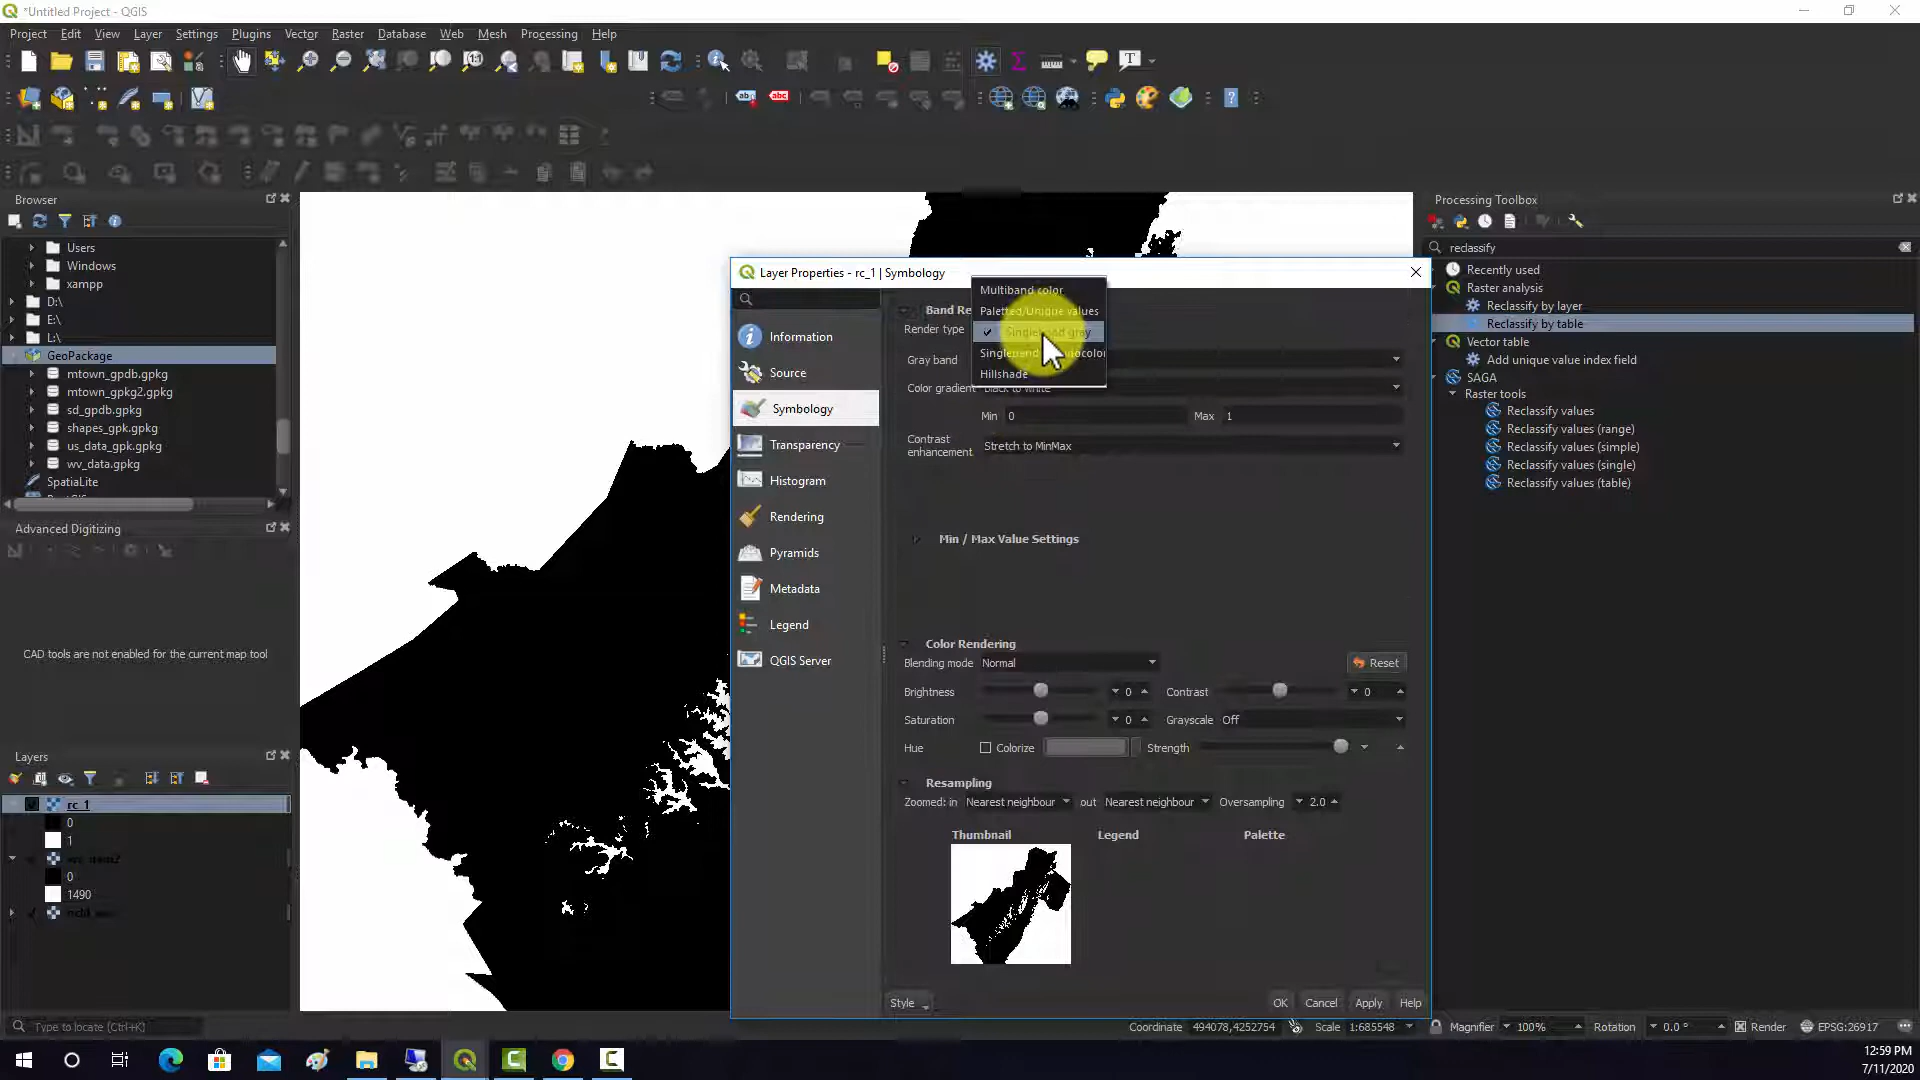 *Untitled Project - QGIS
Project Edit View Layer Settings Plugins Vector Raster Database Web Mesh Processing Help
Browser
Users
Windows
xampp
D:\
E:\
L:\
GeoPackage
mtown_gpdb.gpkg
mtown_gpkg2.gpkg
sd_gpdb.gpkg
shapes_gpk.gpkg
us_data_gpk.gpkg
wv_data.gpkg
SpatiaLite
Advanced Digitizing
CAD tools are not enabled for the current map tool
Layers
rc_1
0
1
0
1490
Type to locate (Ctrl+K)
Layer Properties - rc_1 | Symbology
Information
Source
Symbology
Transparency
Histogram
Rendering
Pyramids
Metadata
Legend
QGIS Server
Band Re
Render type
Multiband color
Paletted/Unique values
Singleband gray
Hillshade
Gray band
Color gradient Black to white
Min 0 Max 1
Contrast
enhancement Stretch to MinMax
Min / Max Value Settings
Color Rendering
Blending mode Normal Reset
Brightness 0 Contrast 0
Saturation 0 Grayscale Off
Hue Colorize Strength
Resampling
Zoomed: in Nearest neighbour out Nearest neighbour Oversampling 2.0
Thumbnail Legend Palette
Style OK Cancel Apply Help
Processing Toolbox
reclassify
Recently used
Raster analysis
Reclassify by layer
Reclassify by table
Vector table
Add unique value index field
SAGA
Raster tools
Reclassify values
Reclassify values (range)
Reclassify values (simple)
Reclassify values (single)
Reclassify values (table)
Coordinate 494078,4252754 Scale 1:685548 Magnifier 100% Rotation 0.0 ° Render EPSG:26917
12:59 PM
7/11/2020